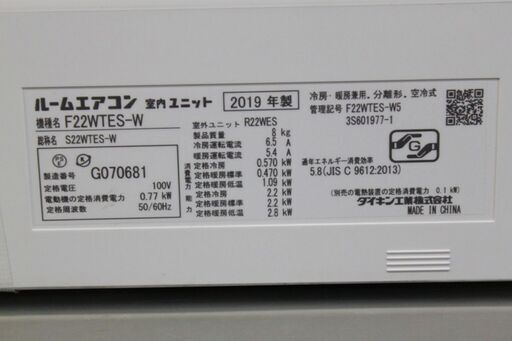 ルームエアコン 室内ユニット 2019 年製
機種名 F22WTES-W
総称名 S22WTES-W
製造番号 G070681
定格電圧 100V
電動機の定格消費電力 0.77 kW
定格周波数 50/60Hz
室外ユニット R22WES
製品質量 8 kg
冷房運転電流 6.5 A
暖房運転電流 5.4 A
消費電力
定格冷房 0.570 kW
定格暖房標準 0.470 kW
定格暖房低温 1.09 kW
能力
定格冷房 2.2 kW
定格暖房標準 2.2 kW
定格暖房低温 2.8 kW
冷房・暖房兼用. 分離形. 空冷式
管理記号 F22WTES-W5
3S601977-1
通年エネルギー消費効率
5.8(JIS C 9612:2013)
(別売の電動装置の定格消費電力 0.1 kW)
ダイキン工業株式会社
MADE IN CHINA